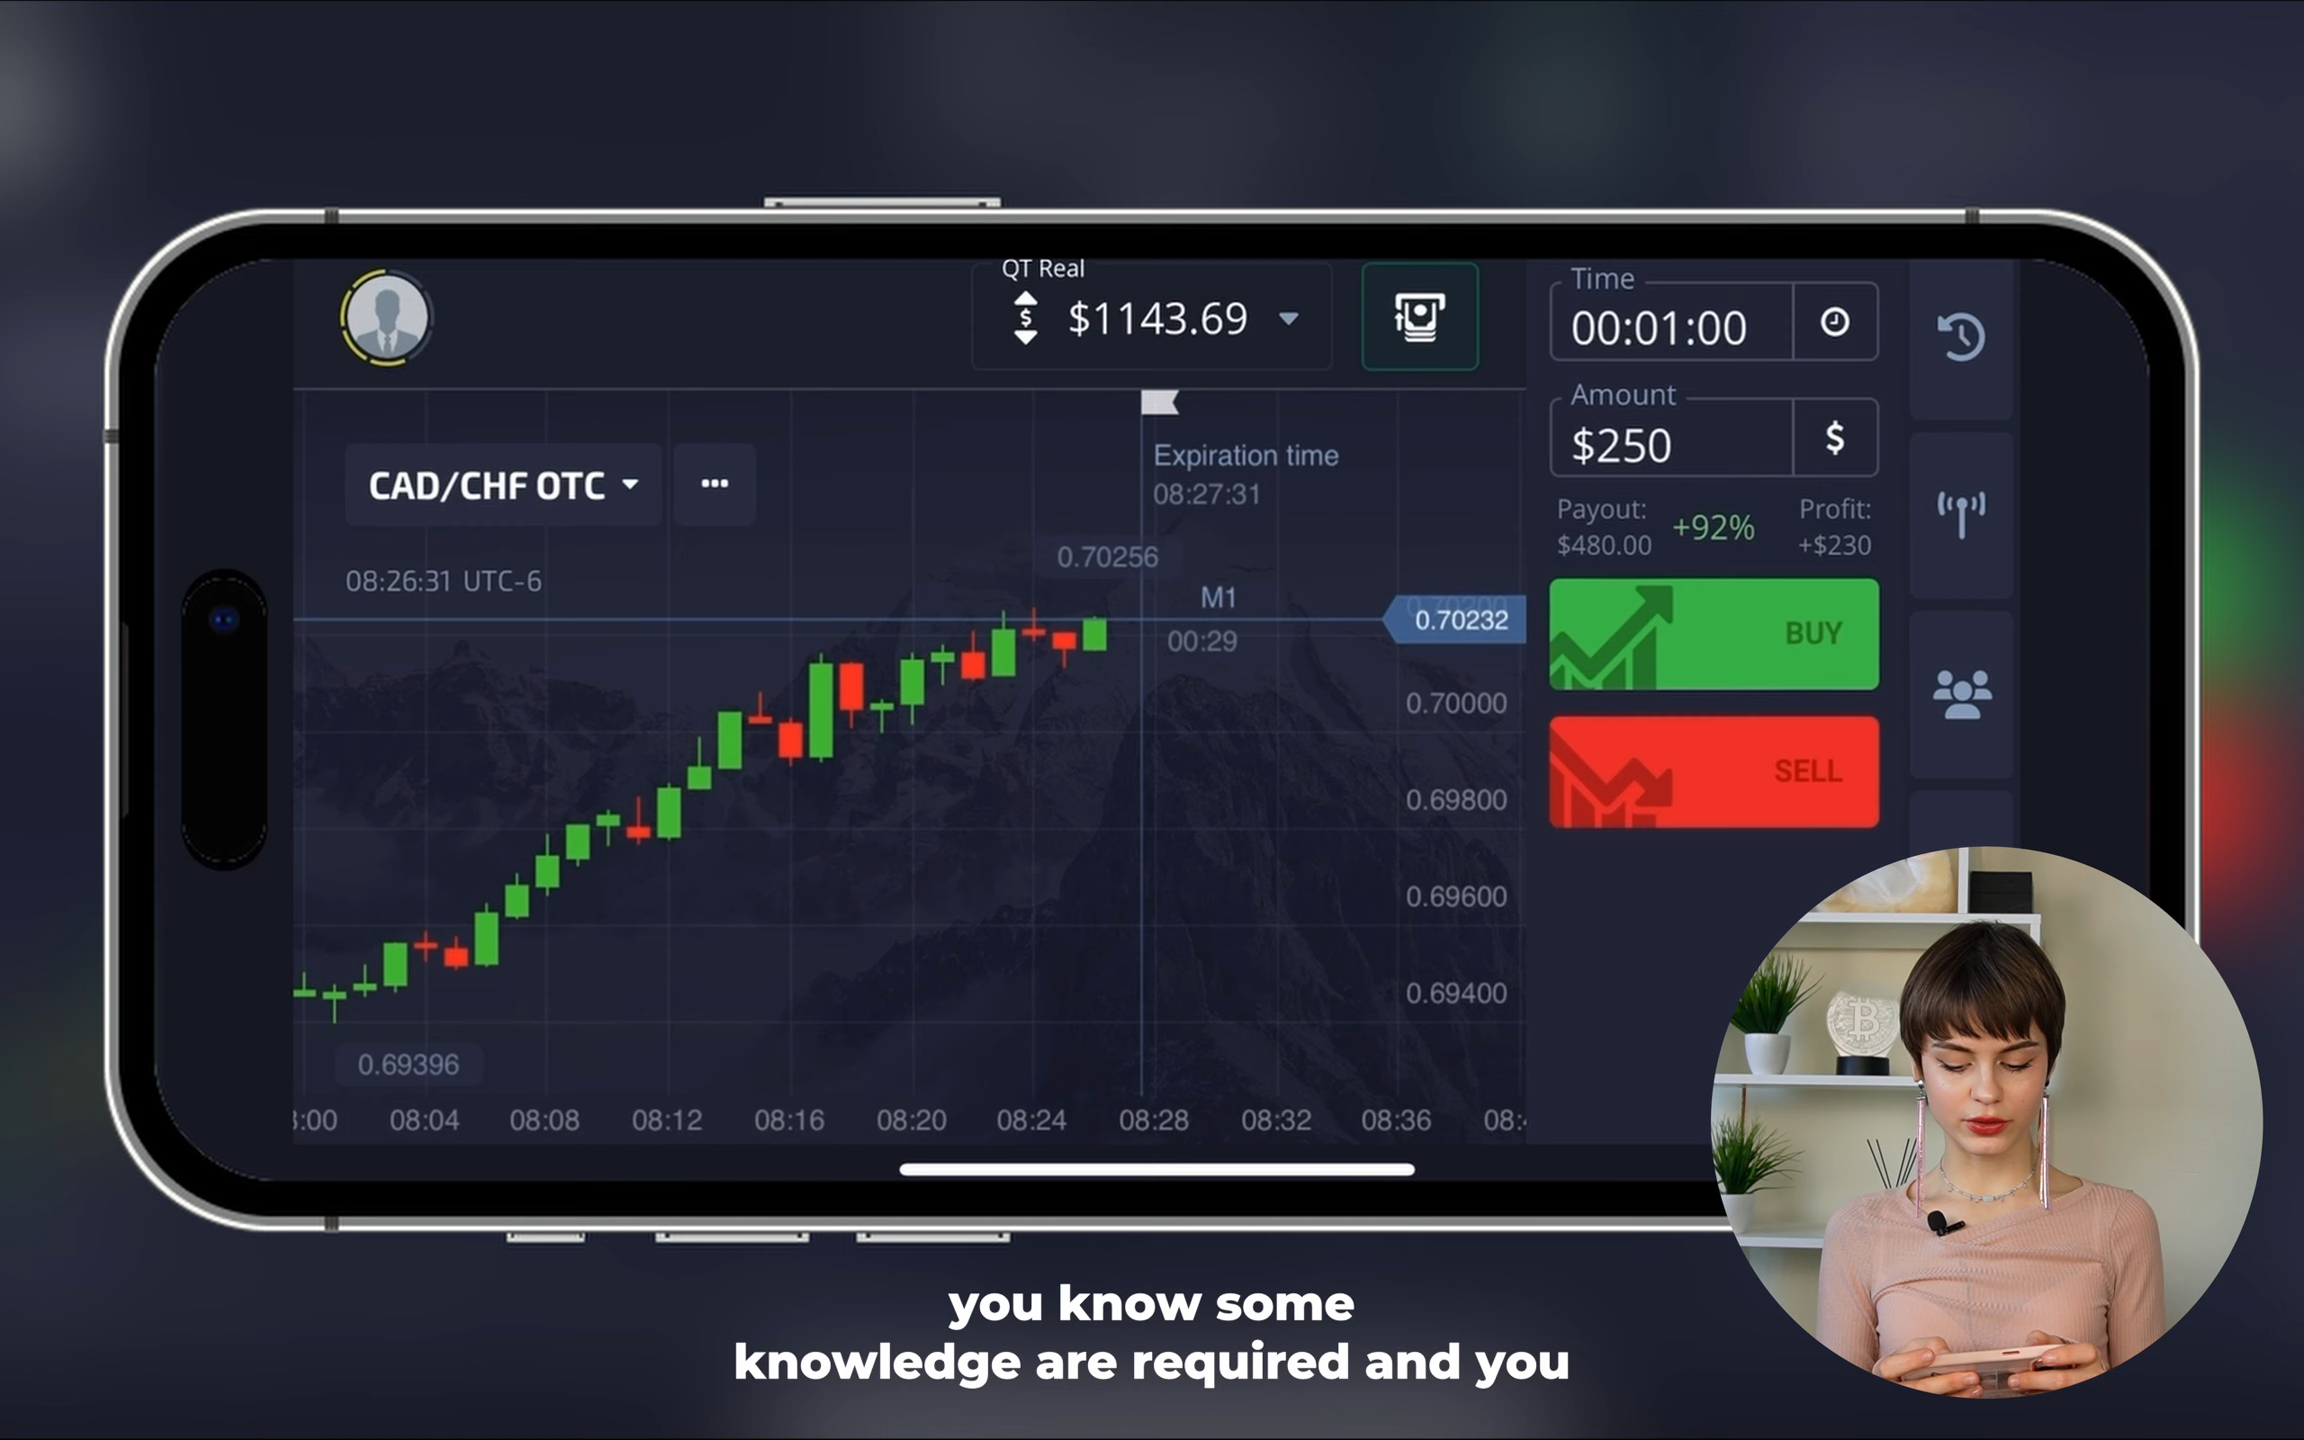 QT Real
$
$1143.69
Time
00:01:00
Amount
$250
$
Payout:
$480.00
+92%
Profit:
+$230
BUY
SELL
CAD/CHF OTC
08:26:31 UTC-6
Expiration time
08:27:31
0.70256
M1
00:29
0.70232
0.70000
0.69800
0.69600
0.69400
0.69396
08:04
08:08
08:12
08:16
08:20
08:24
08:28
08:32
08:36
you know some
knowledge are required and you